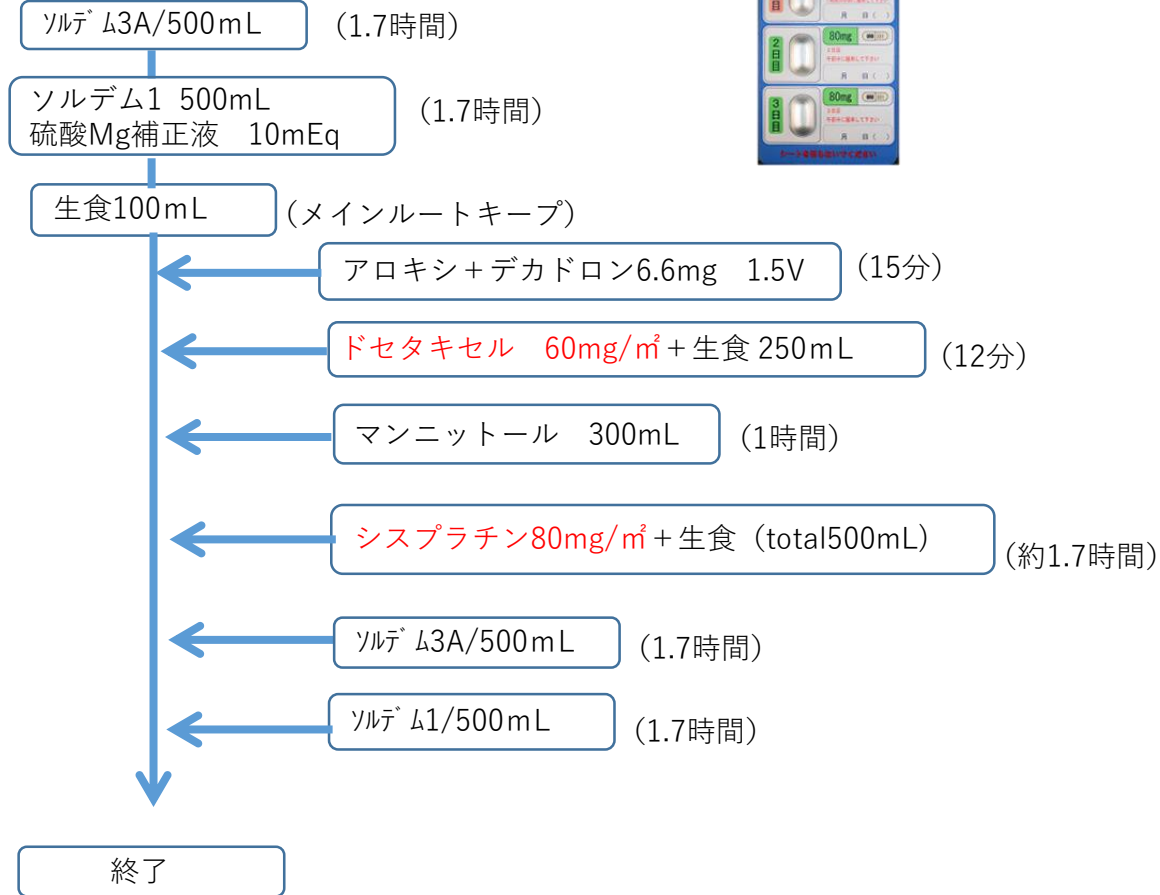 ｿﾙﾃﾞﾑ3A/500mL
(1.7時間)
ソルデム1 500mL
硫酸Mg補正液　10mEq
(1.7時間)
生食100mL
(メインルートキープ)
アロキシ＋デカドロン6.6mg　1.5V
(15分)
ドセタキセル　60mg/㎡＋生食 250mL
(12分)
マンニットール　300mL
(1時間)
シスプラチン80mg/㎡＋生食（total500mL）
(約1.7時間)
ｿﾙﾃﾞﾑ3A/500mL
(1.7時間)
ｿﾙﾃﾞﾑ1/500mL
(1.7時間)
終了
月　日(　)
2日目
80mg
月　日(　)
3日目
80mg
月　日(　)